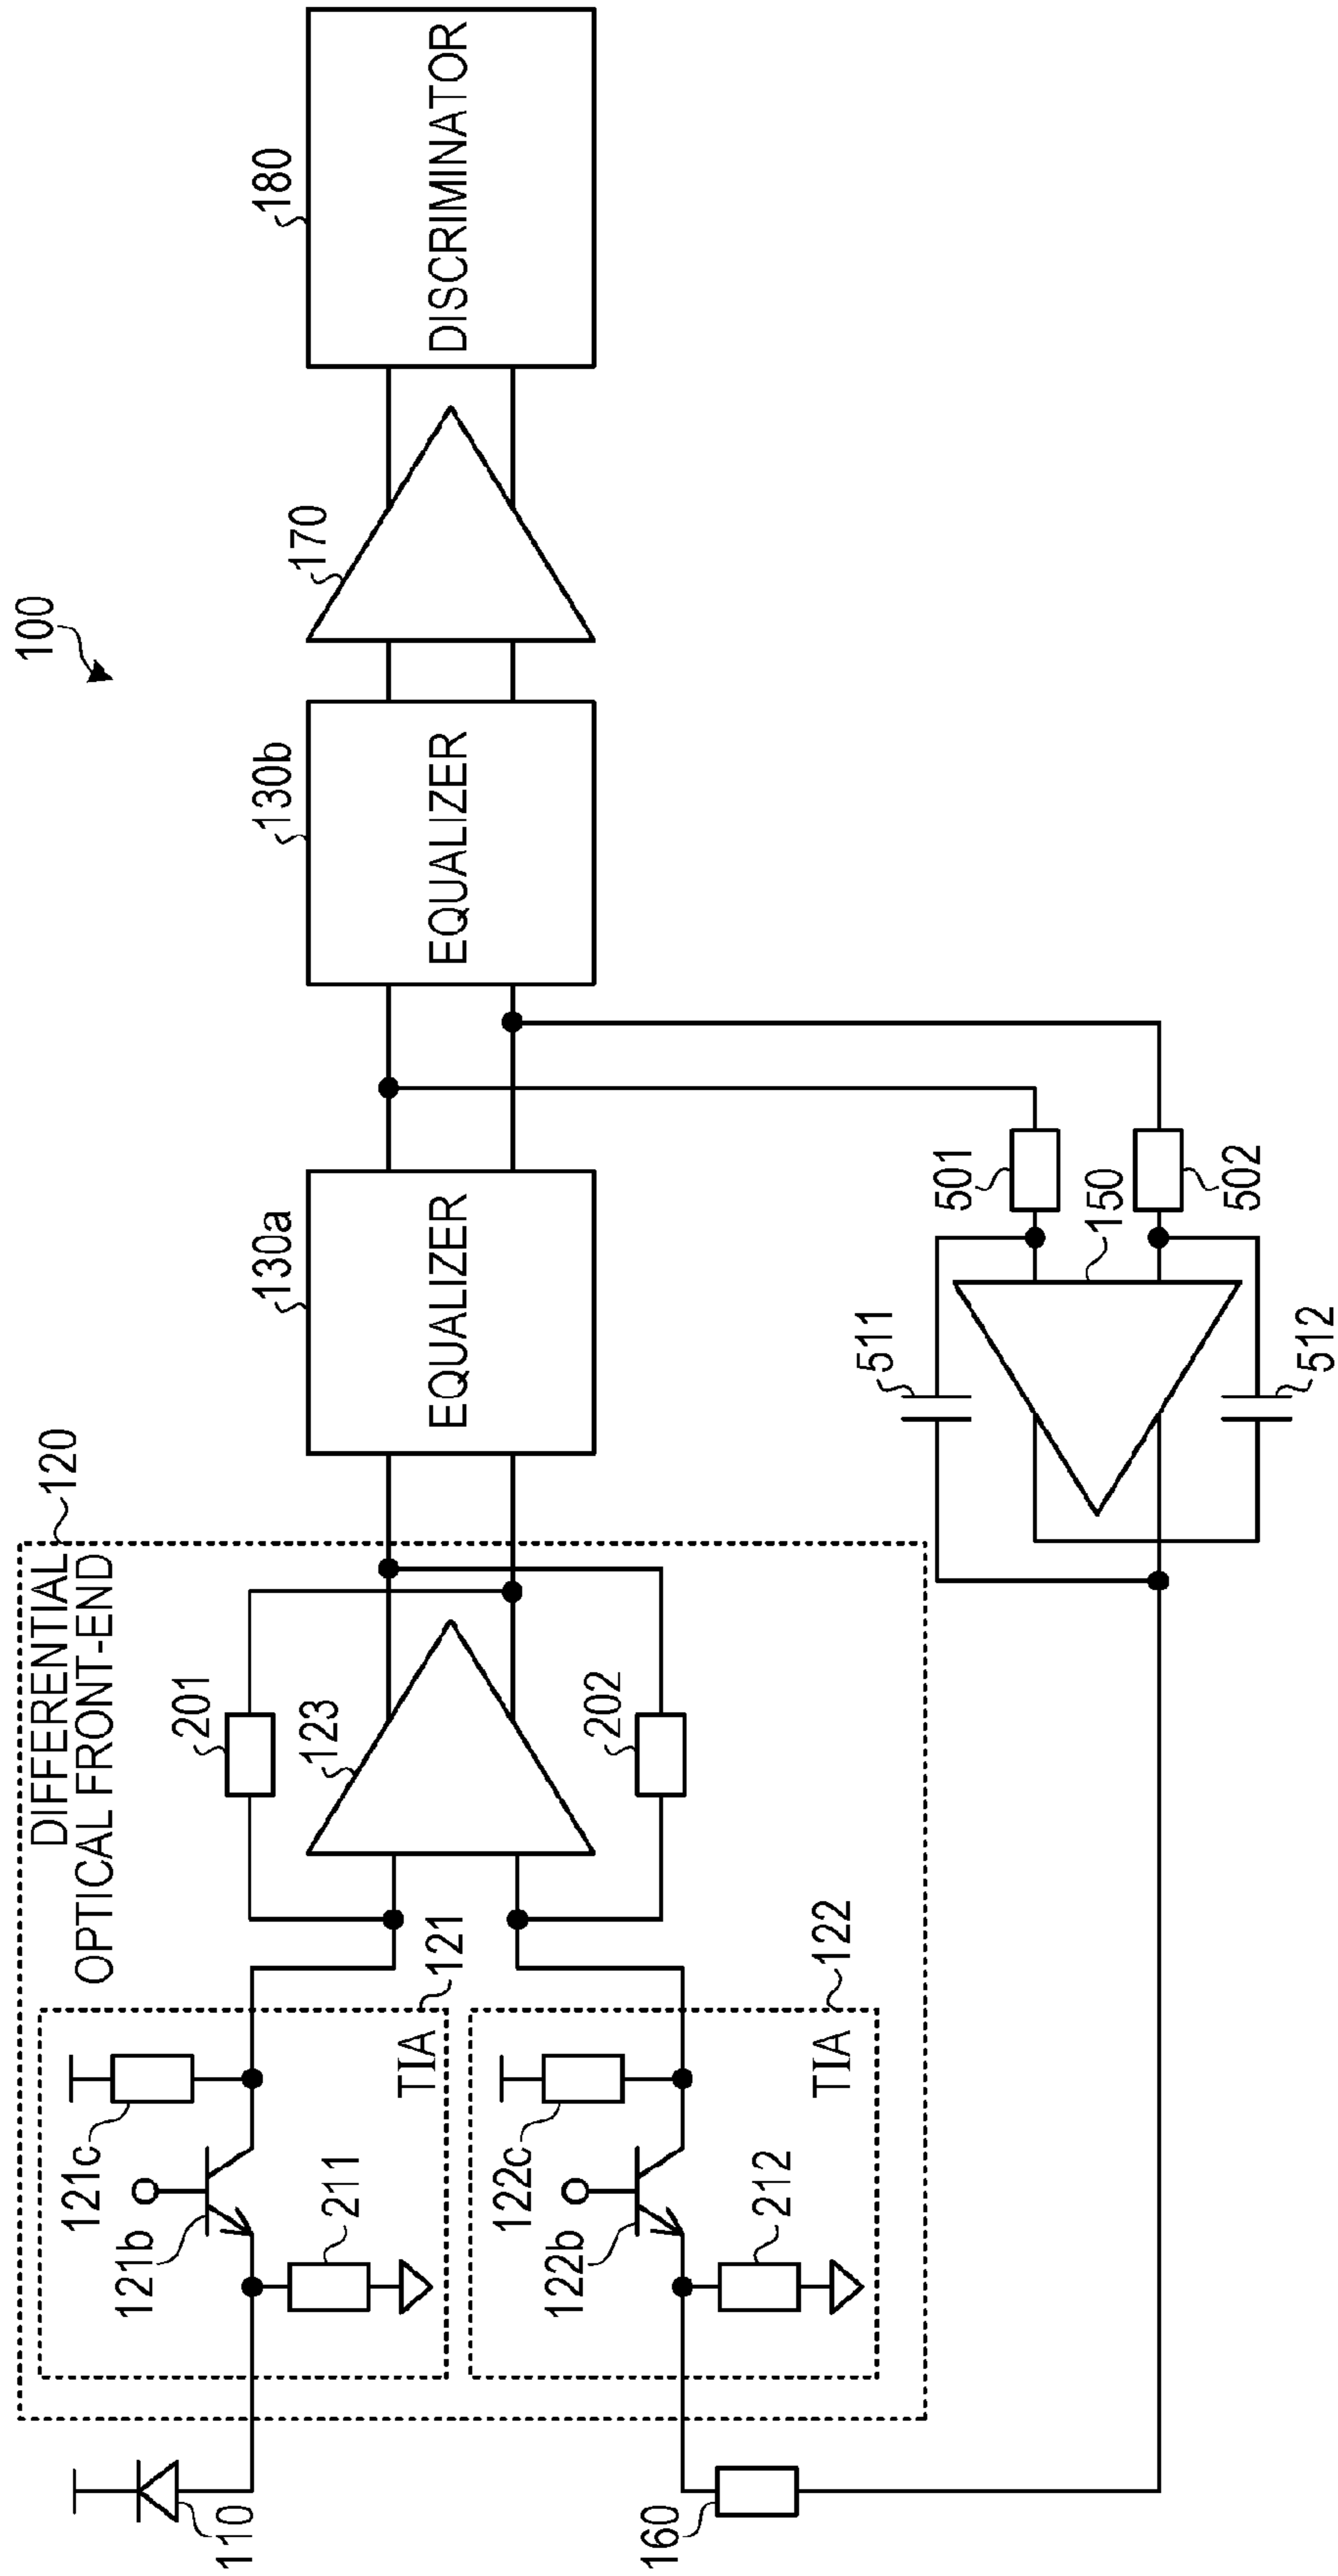 100
DIFFERENTIAL
OPTICAL FRONT-END
120
121c
121b
211
TIA
121
122c
122b
212
TIA
122
110
160
201
123
202
130a
EQUALIZER
130b
EQUALIZER
170
180
DISCRIMINATOR
501
502
150
511
512